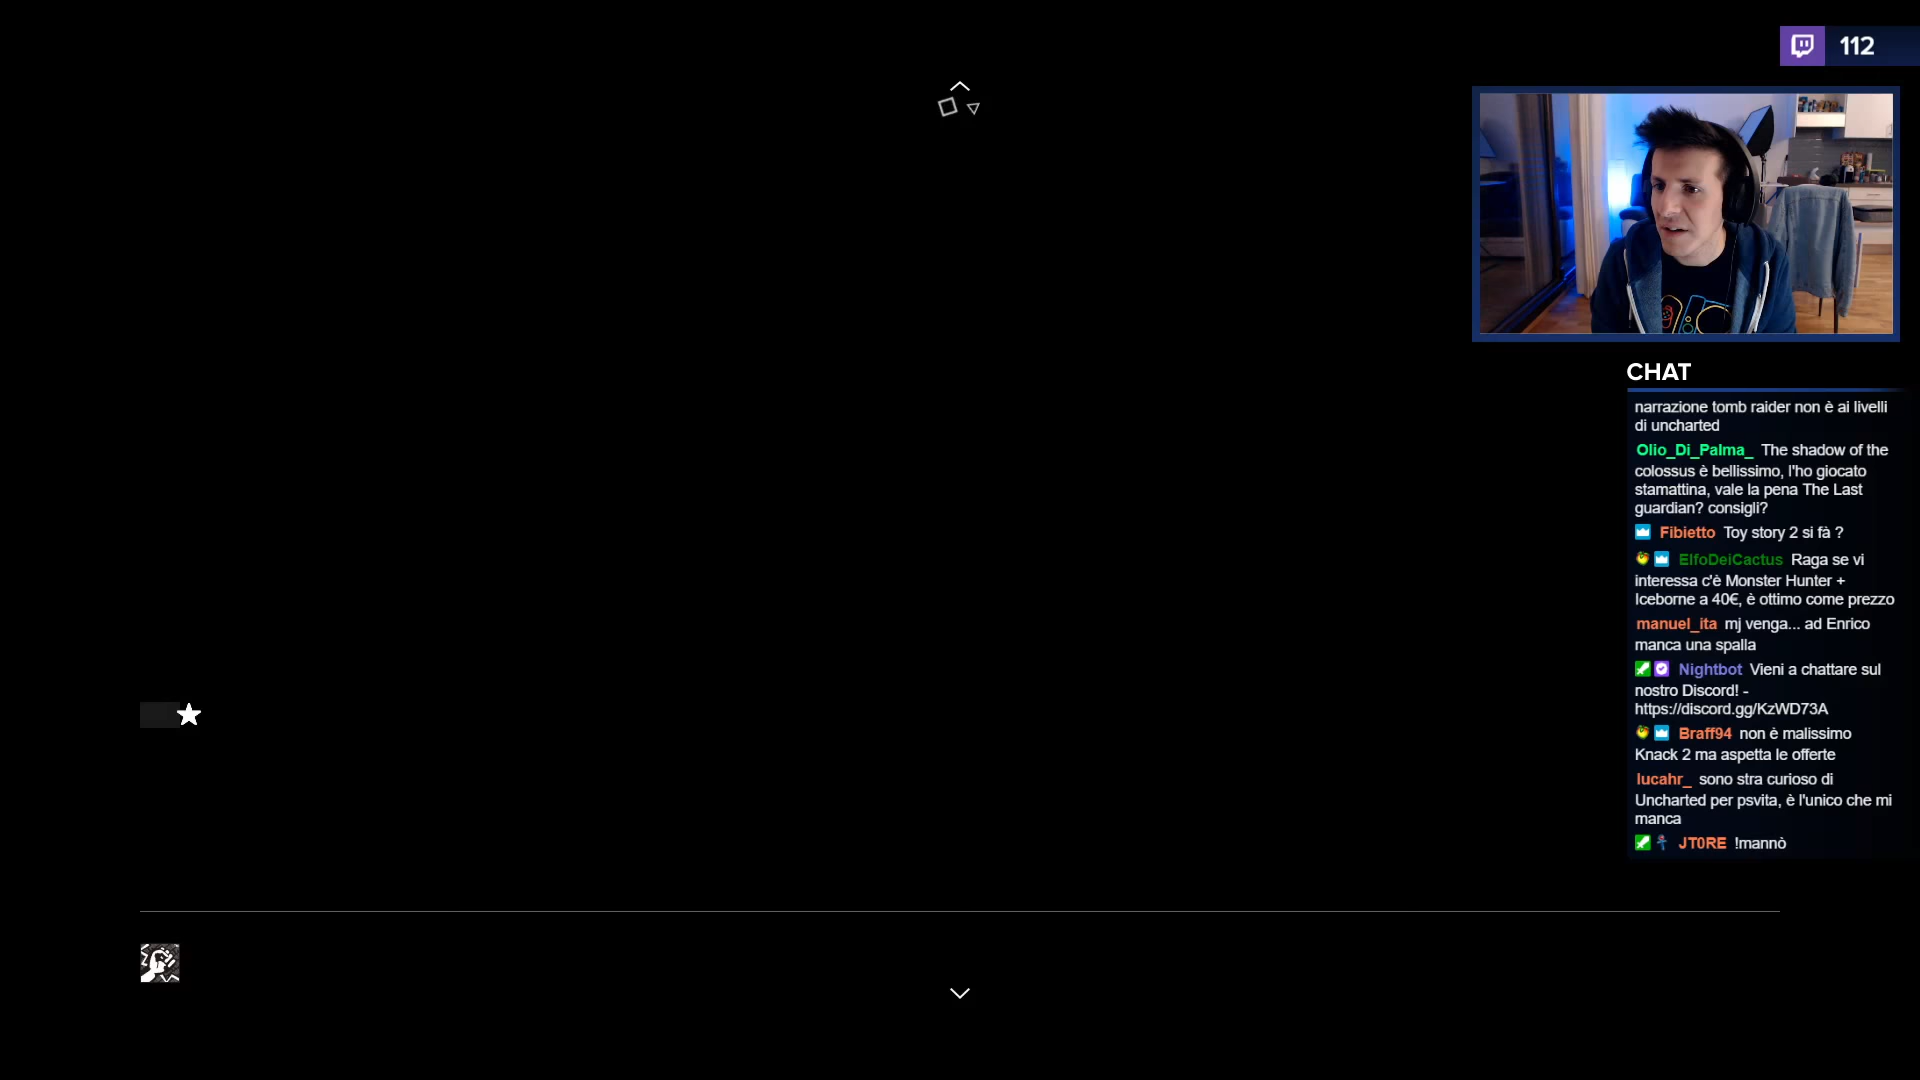 112
CHAT
narrazione tomb raider non è ai livelli
di uncharted
Olio_Di_Palma_ The shadow of the
colossus è bellissimo, l'ho giocato
stamattina, vale la pena The Last
guardian? consigli?
Fibietto Toy story 2 si fà ?
ElfoDeiCactus Raga se vi
interessa c'è Monster Hunter +
Iceborne a 40€, è ottimo come prezzo
manuel_ita mj venga... ad Enrico
manca una spalla
Nightbot Vieni a chattare sul
nostro Discord! -
https://discord.gg/KzWD73A
Braff94 non è malissimo
Knack 2 ma aspetta le offerte
lucahr_ sono stra curioso di
Uncharted per psvita, è l'unico che mi
manca
JT0RE !mannò